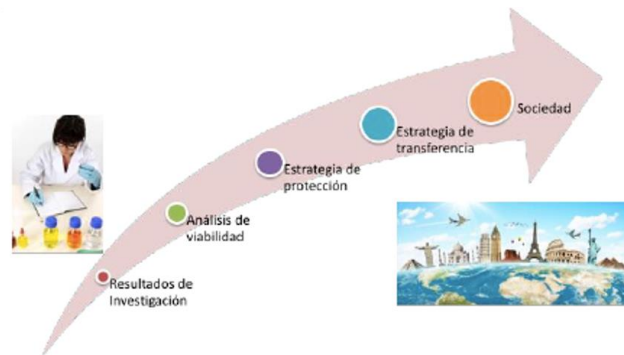 Resultados de
Investigación
Análisis de
viabilidad
Estrategia de
protección
Estrategia de
transferencia
Sociedad